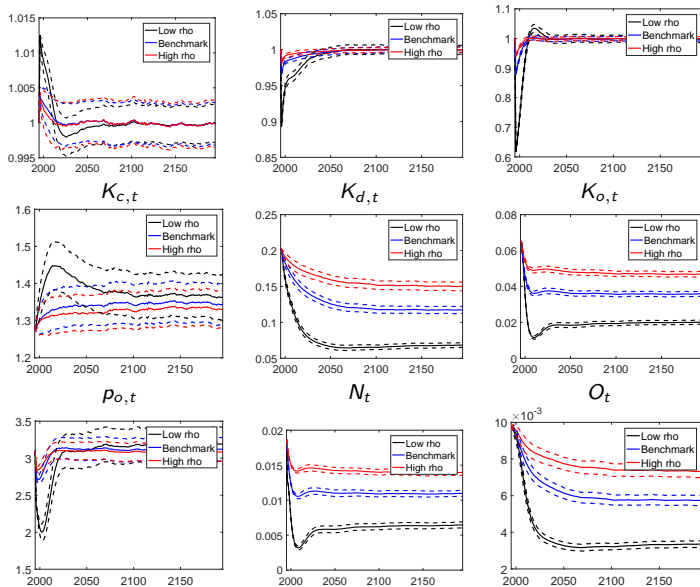 1.015
1.01
1.005
1
0.995
2000 2050 2100 2150
Low rho
Benchmark
High rho
1.05
1
0.95
0.9
0.85
2000 2050 2100 2150
Low rho
Benchmark
High rho
1.1
1
0.9
0.8
0.7
0.6
2000 2050 2100 2150
Low rho
Benchmark
High rho
K_{c,t}
K_{d,t}
K_{o,t}
1.6
1.5
1.4
1.3
1.2
2000 2050 2100 2150
Low rho
Benchmark
High rho
0.25
0.2
0.15
0.1
0.05
2000 2050 2100 2150
Low rho
Benchmark
High rho
0.08
0.06
0.04
0.02
0
2000 2050 2100 2150
Low rho
Benchmark
High rho
p_{o,t}
N_t
O_t
3.5
3
2.5
2
1.5
2000 2050 2100 2150
Low rho
Benchmark
High rho
0.02
0.015
0.01
0.005
0
2000 2050 2100 2150
Low rho
Benchmark
High rho
×10^{-3}
10
8
6
4
2
2000 2050 2100 2150
Low rho
Benchmark
High rho